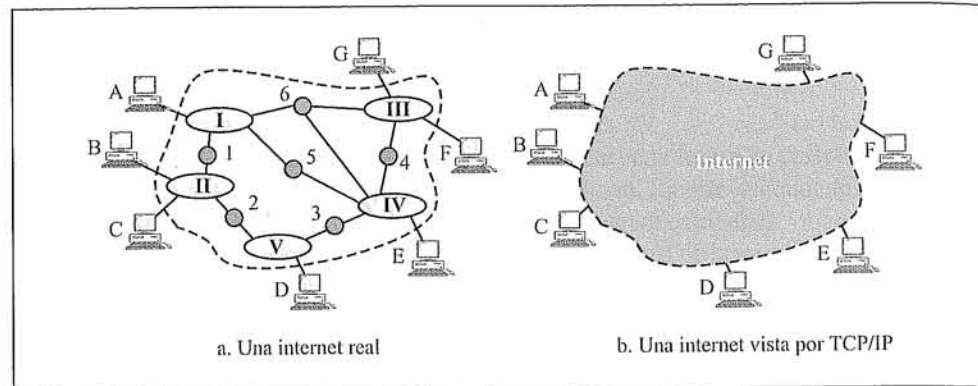 G
A
6
I
III
B
1
5
4
F
II
2
IV
C
3
V
E
D
a. Una internet real
G
A
B
Internet
F
C
E
D
b. Una internet vista por TCP/IP